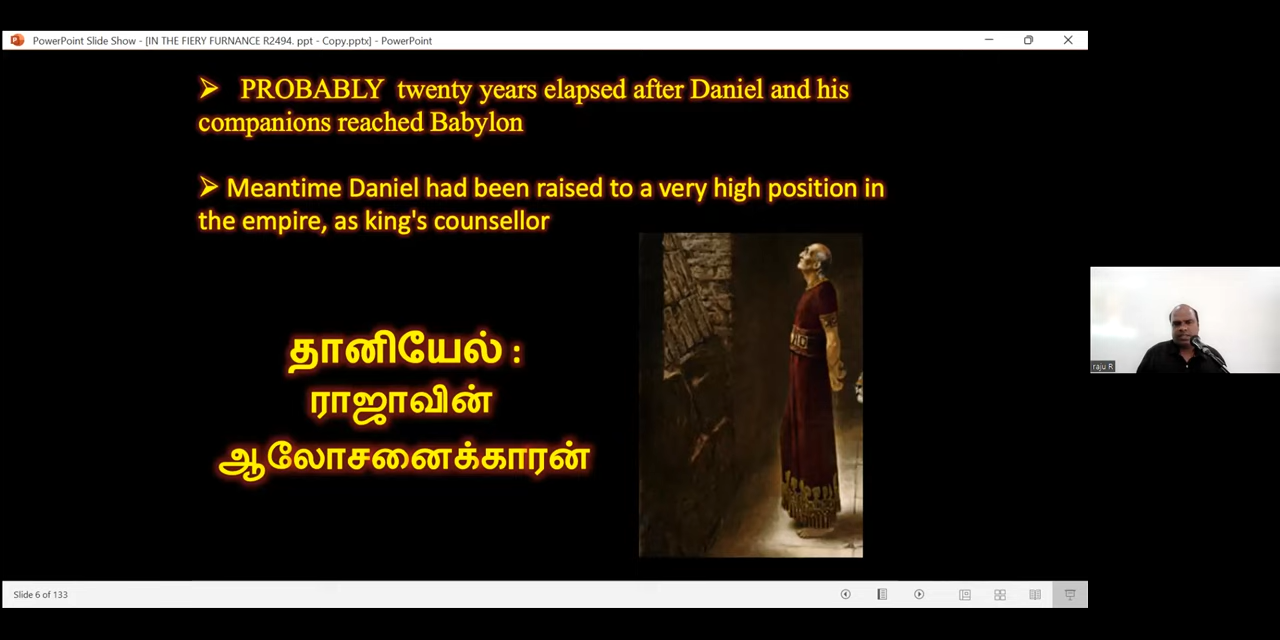 PowerPoint Slide Show - [IN THE FIERY FURNANCE R2494. ppt - Copy.pptx] - PowerPoint
➢ PROBABLY twenty years elapsed after Daniel and his
companions reached Babylon
➢ Meantime Daniel had been raised to a very high position in
the empire, as king's counsellor
தானியேல் :
ராஜாவின்
ஆலோசனைக்காரன்
raju R
Slide 6 of 133